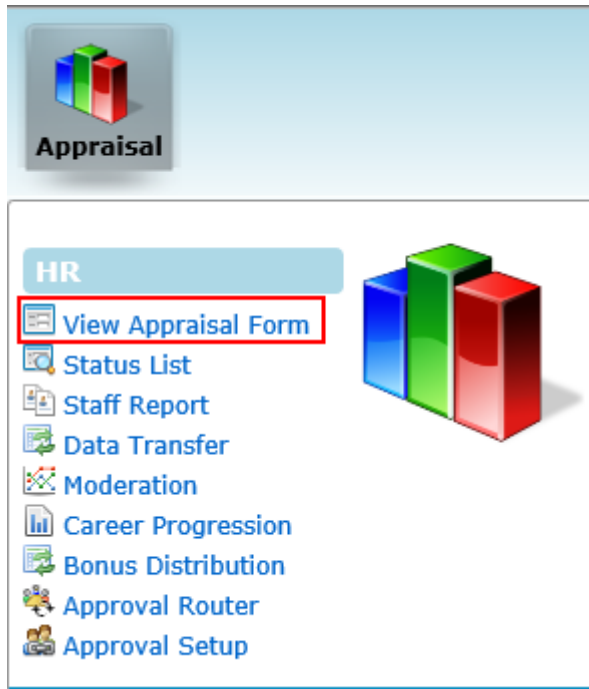 Appraisal
HR
View Appraisal Form
Status List
Staff Report
Data Transfer
Moderation
Career Progression
Bonus Distribution
Approval Router
Approval Setup